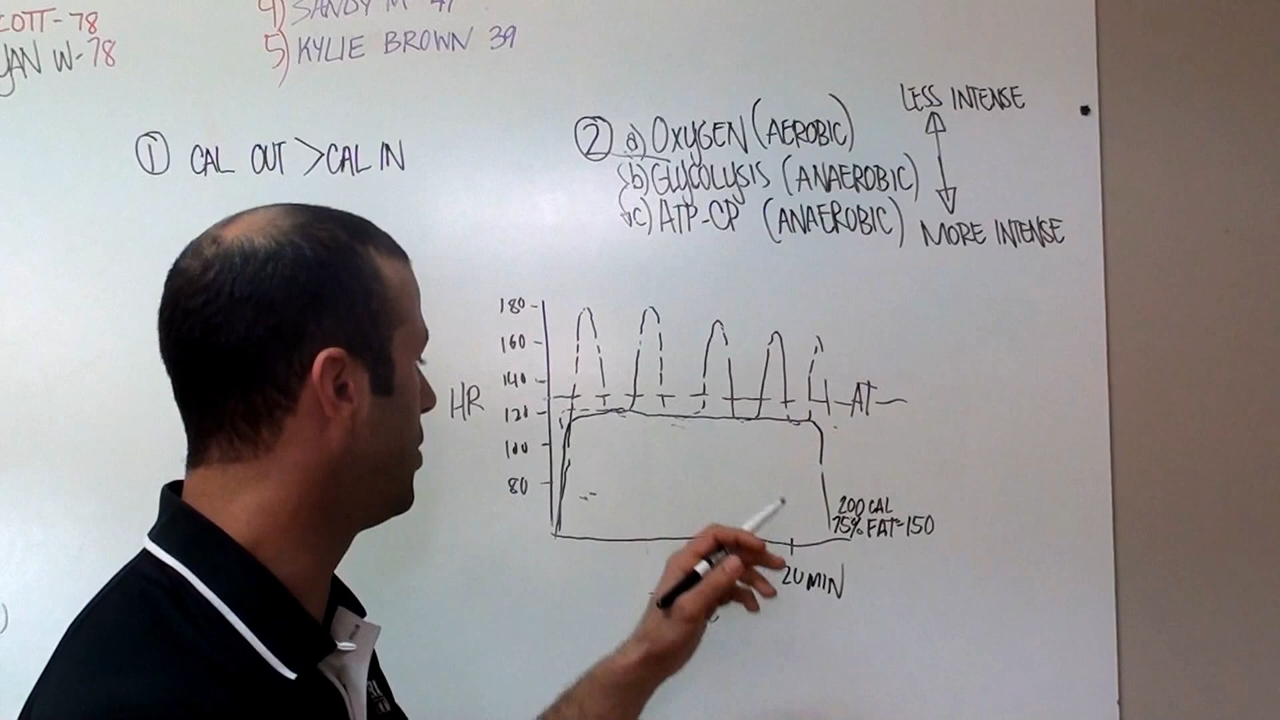 COTT-78
YAN W-78
4) SANDY M 47
5) KYLIE BROWN 39
① CAL OUT > CAL IN
② a) OXYGEN (AEROBIC)
b) GLYCOLYSIS (ANAEROBIC)
c) ATP-CP (ANAEROBIC)
LESS INTENSE
MORE INTENSE
180
160
140
120
100
80
HR
AT
200 CAL
75% FAT=150
20 MIN